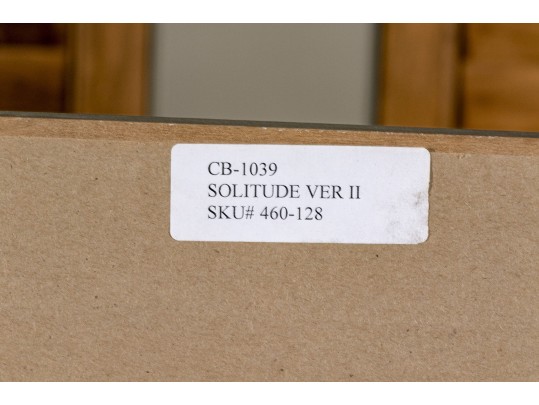 CB-1039
SOLITUDE VER II
SKU# 460-128